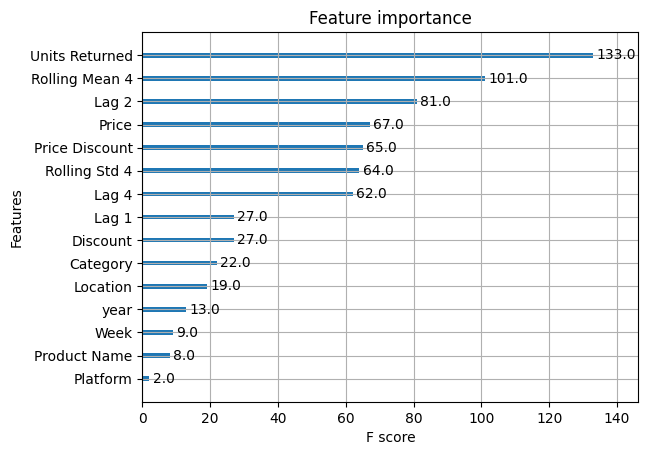 Feature importance
Units Returned 133.0
Rolling Mean 4 101.0
Lag 2 81.0
Price 67.0
Price Discount 65.0
Rolling Std 4 64.0
Lag 4 62.0
Lag 1 27.0
Discount 27.0
Category 22.0
Location 19.0
year 13.0
Week 9.0
Product Name 8.0
Platform 2.0
Features
0 20 40 60 80 100 120 140
F score